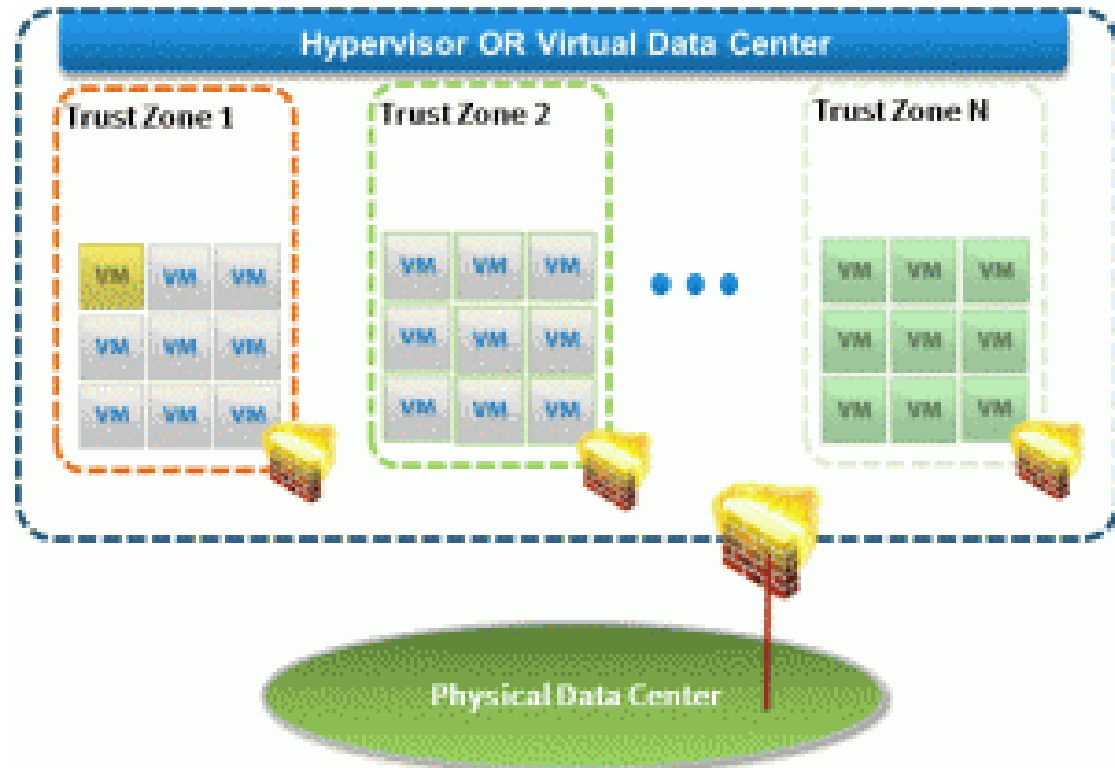 Hypervisor OR Virtual Data Center
Trust Zone 1
Trust Zone 2
Trust Zone N
VM VM VM
VM VM VM
VM VM VM
VM VM VM
VM VM VM
VM VM VM
VM VM VM
VM VM VM
VM VM VM
Physical Data Center